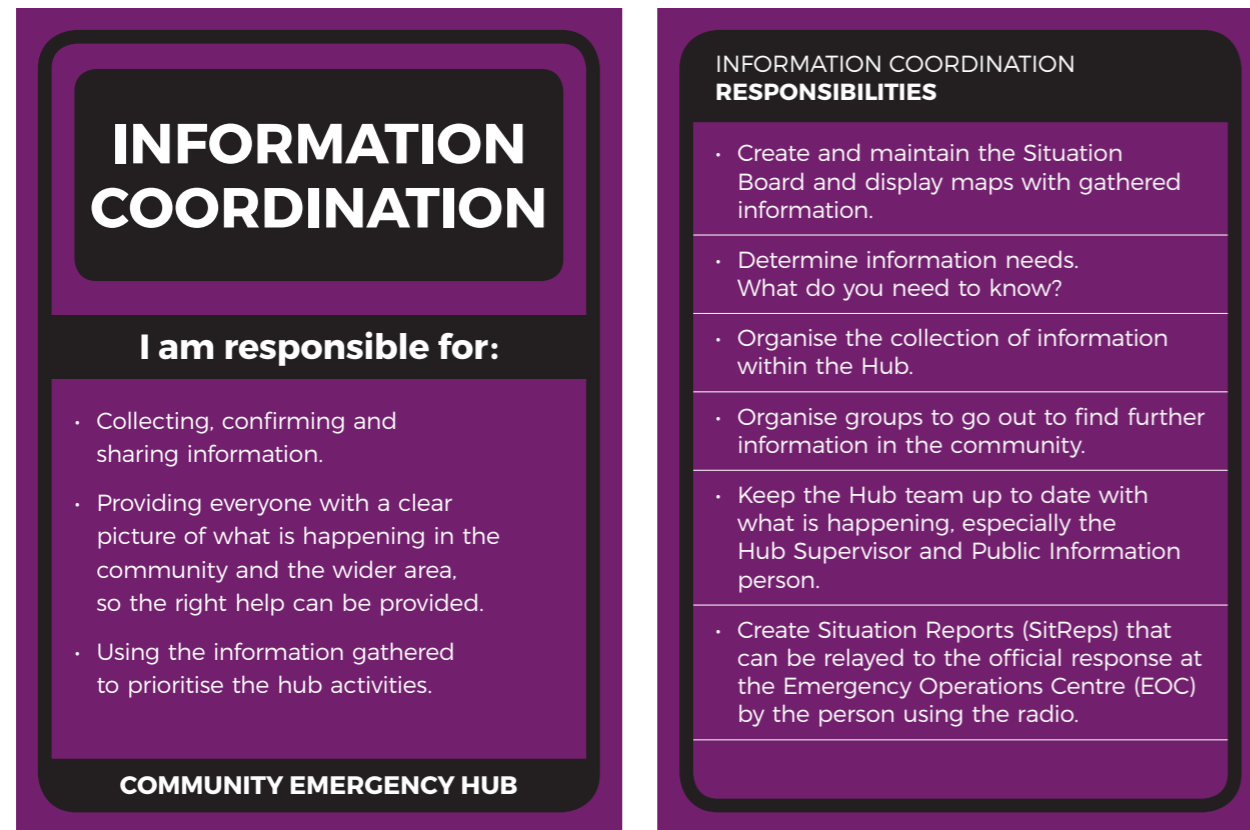 INFORMATION
COORDINATION
I am responsible for:
• Collecting, confirming and
sharing information.
• Providing everyone with a clear
picture of what is happening in the
community and the wider area,
so the right help can be provided.
• Using the information gathered
to prioritise the hub activities.
COMMUNITY EMERGENCY HUB
INFORMATION COORDINATION
RESPONSIBILITIES
• Create and maintain the Situation
Board and display maps with gathered
information.
• Determine information needs.
What do you need to know?
• Organise the collection of information
within the Hub.
• Organise groups to go out to find further
information in the community.
• Keep the Hub team up to date with
what is happening, especially the
Hub Supervisor and Public Information
person.
• Create Situation Reports (SitReps) that
can be relayed to the official response at
the Emergency Operations Centre (EOC)
by the person using the radio.